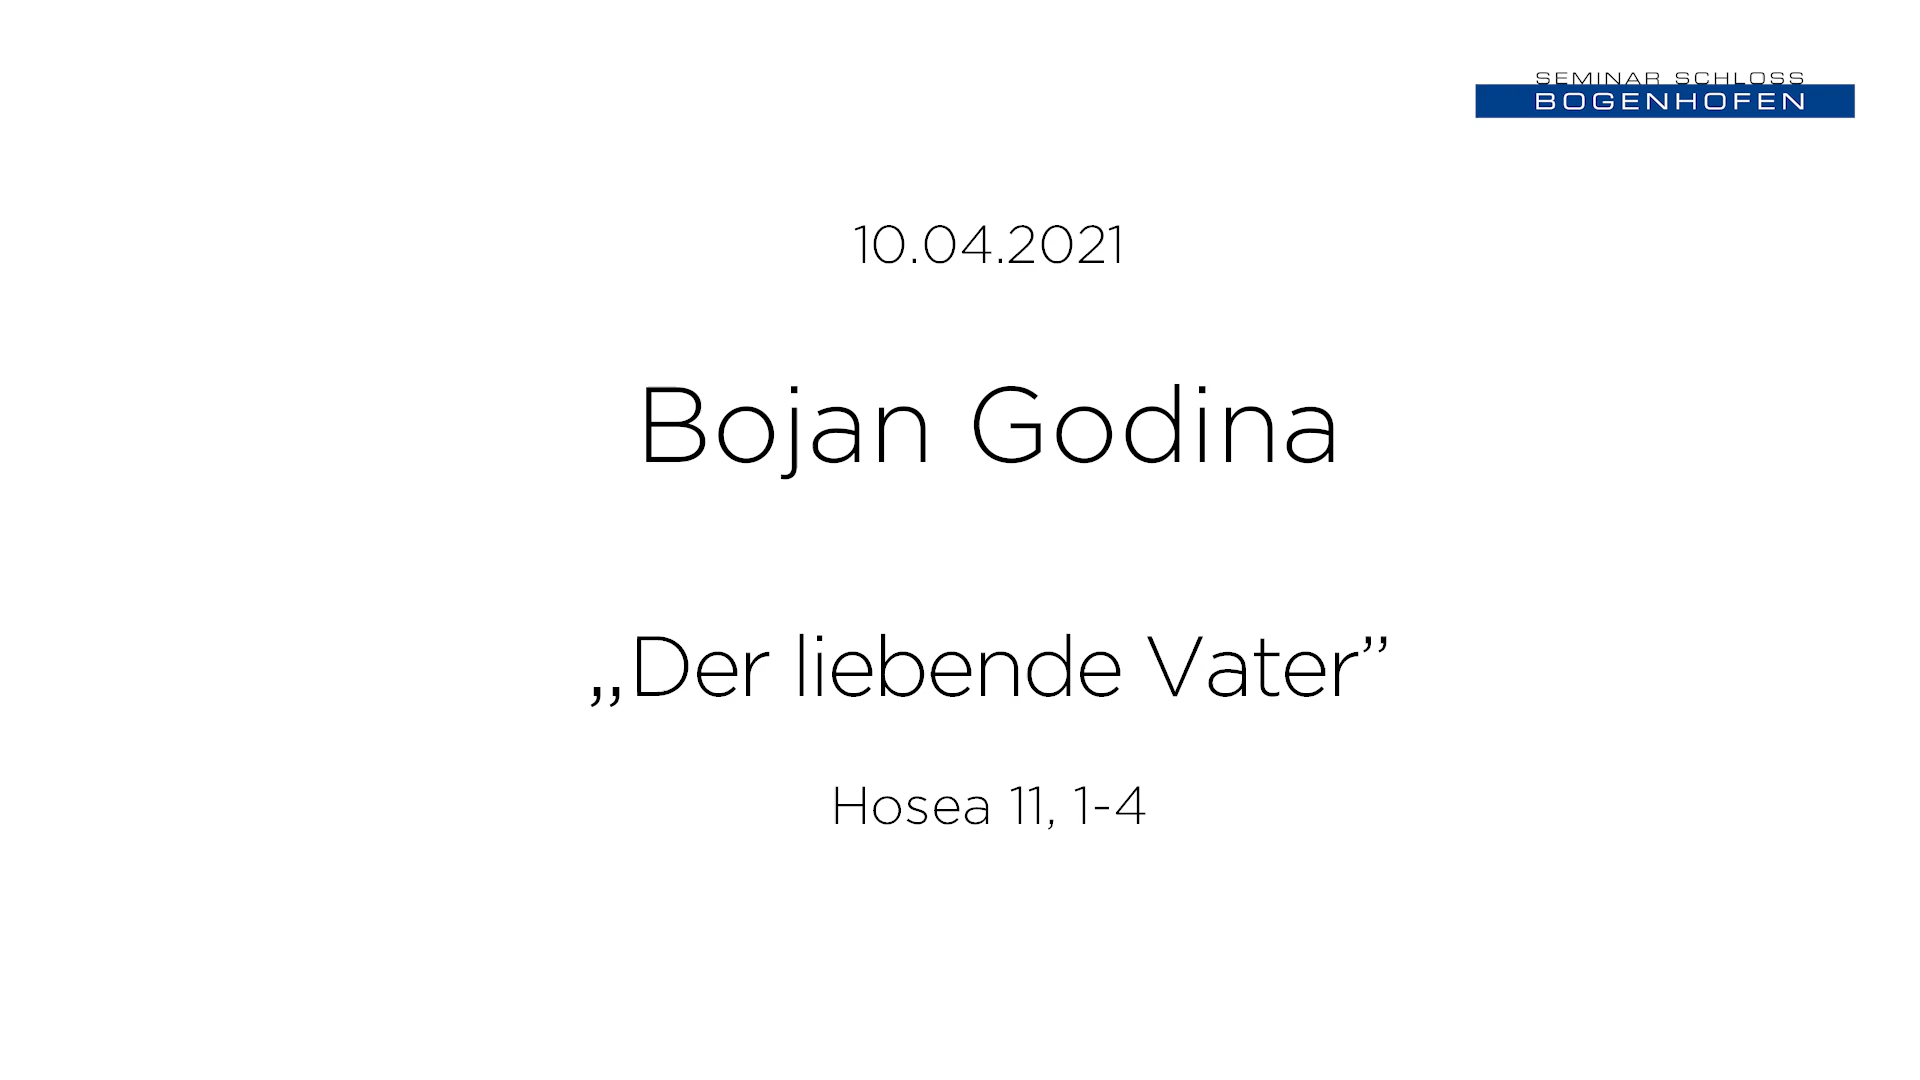 SEMINAR SCHLOSS
BOGENHOFEN
10.04.2021
Bojan Godina
„Der liebende Vater”
Hosea 11, 1-4